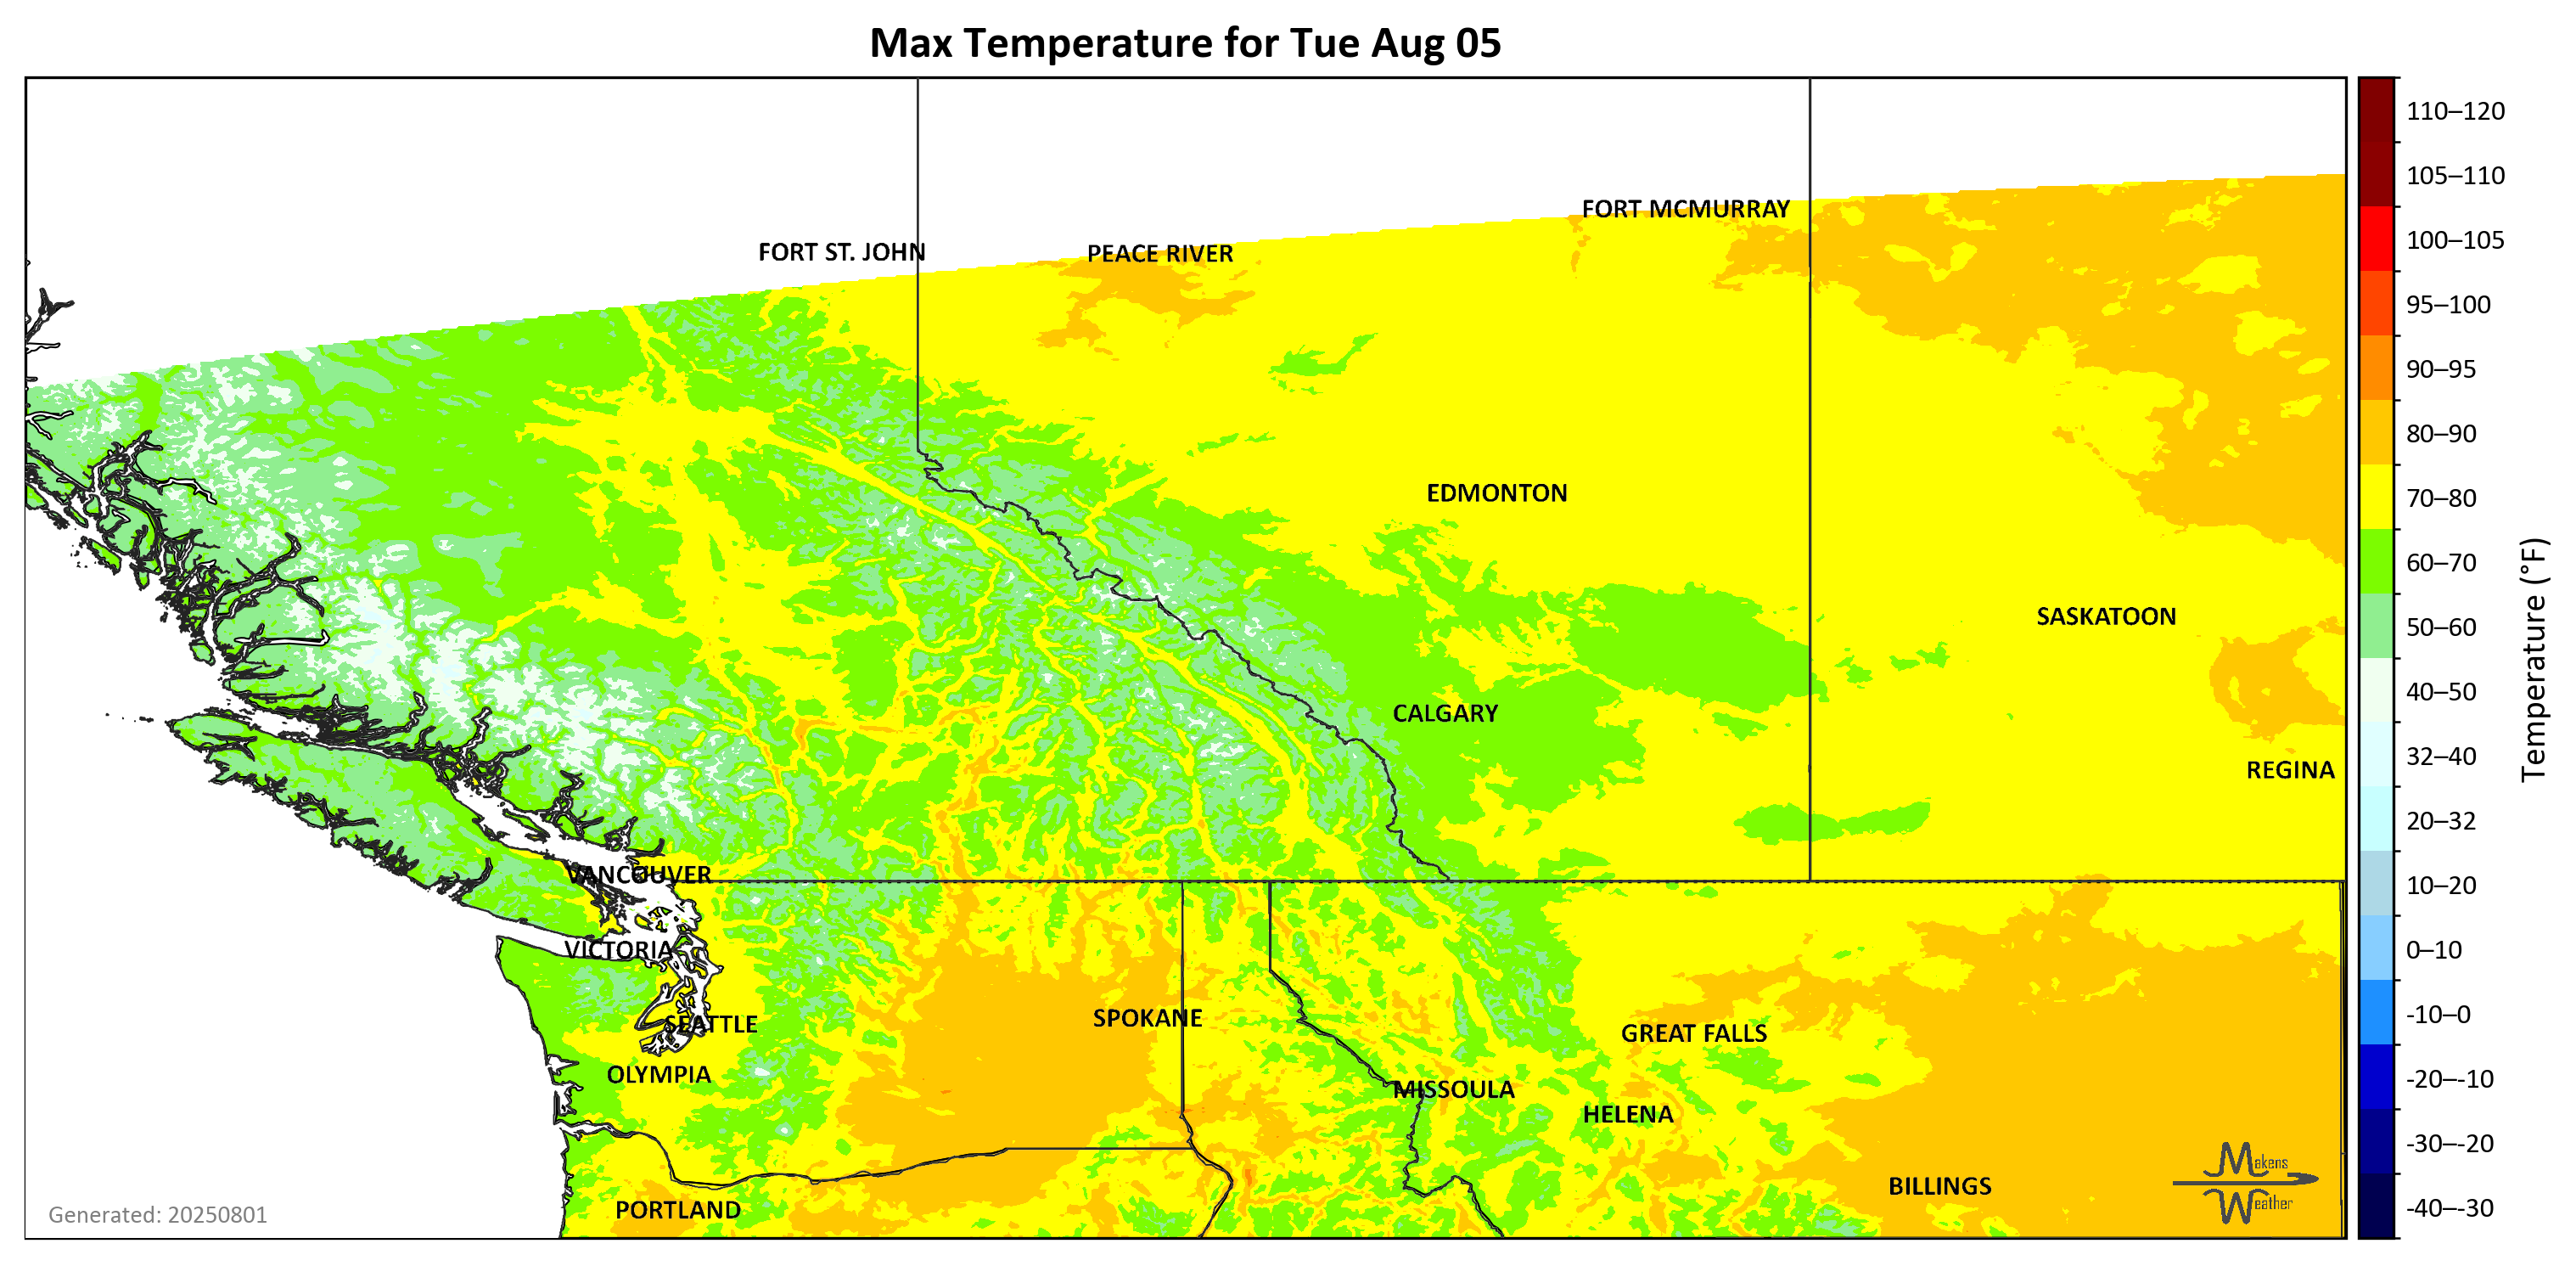 Max Temperature for Tue Aug 05
110–120
105–110
FORT MCMURRAY
100–105
FORT ST. JOHN
PEACE RIVER
95–100
90–95
80–90
EDMONTON
70–80
60–70
SASKATOON
50–60
40–50
CALGARY
32–40
REGINA
Temperature (°F)
20–32
VANCOUVER
10–20
VICTORIA
0–10
SPOKANE
SEATTLE
GREAT FALLS
-10–0
OLYMPIA
-20–-10
MISSOULA
HELENA
-30–-20
Makens
Weather
BILLINGS
PORTLAND
-40–-30
Generated: 20250801